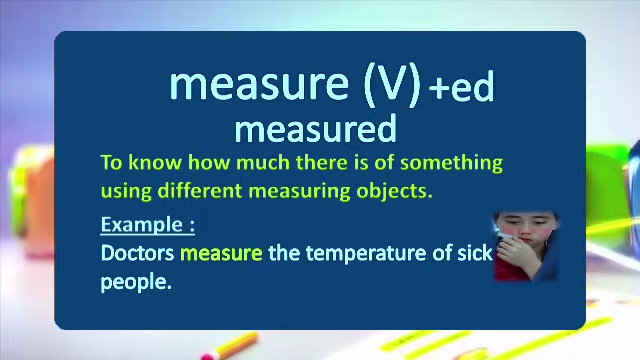 measure (V) +ed
measured
To know how much there is of something
using different measuring objects.
Example :
Doctors measure the temperature of sick
people.